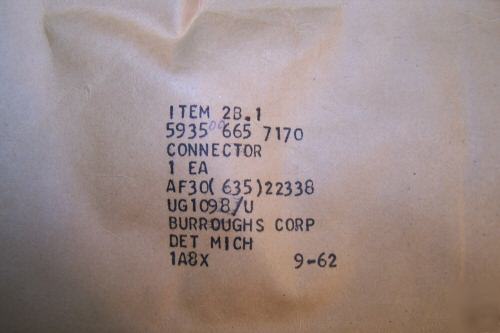 ITEM 2B.1
5935 00 665 7170
CONNECTOR
1 EA
AF30(635)22338
UG1098/U
BURROUGHS CORP
DET MICH
1A8X 9-62